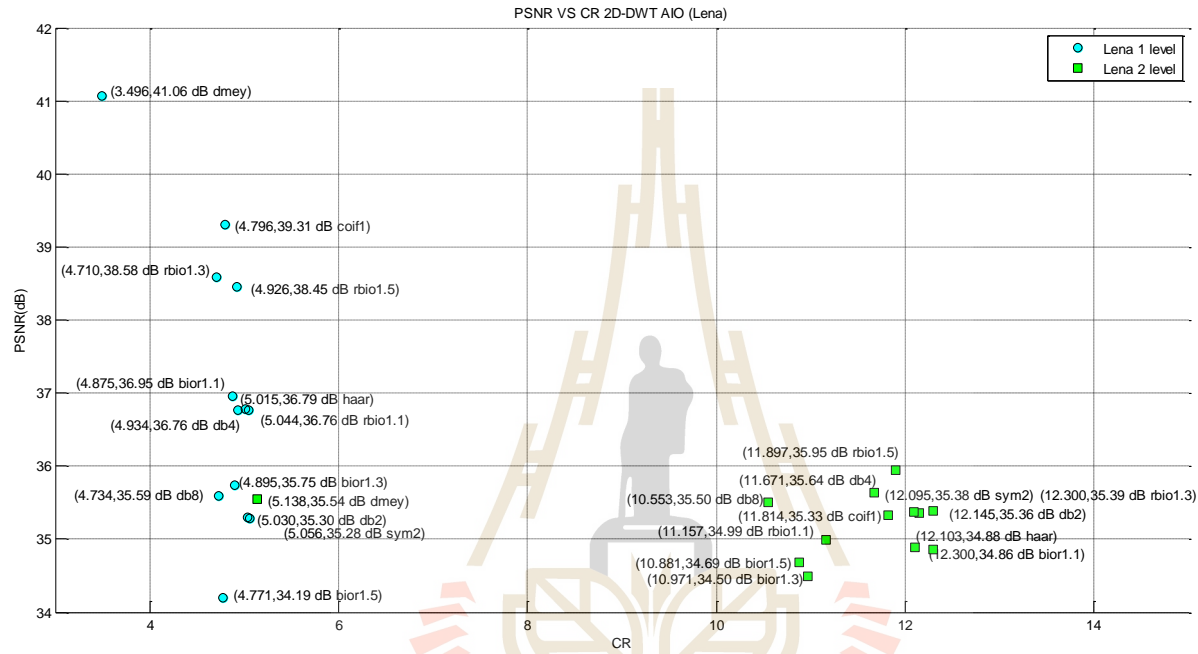 PSNR VS CR 2D-DWT AIO (Lena)
42
41
40
39
38
37
36
35
34
PSNR(dB)
Lena 1 level
Lena 2 level
(3.496,41.06 dB dmey)
(4.796,39.31 dB coif1)
(4.710,38.58 dB rbio1.3)
(4.926,38.45 dB rbio1.5)
(4.875,36.95 dB bior1.1)
(5.015,36.79 dB haar)
(4.934,36.76 dB db4)
(5.044,36.76 dB rbio1.1)
(4.895,35.75 dB bior1.3)
(4.734,35.59 dB db8)
(5.138,35.54 dB dmey)
(5.030,35.30 dB db2)
(5.056,35.28 dB sym2)
(4.771,34.19 dB bior1.5)
(11.897,35.95 dB rbio1.5)
(11.671,35.64 dB db4)
(10.553,35.50 dB db8)
(12.095,35.38 dB sym2)
(12.300,35.39 dB rbio1.3)
(11.814,35.33 dB coif1)
(12.145,35.36 dB db2)
(11.157,34.99 dB rbio1.1)
(12.103,34.88 dB haar)
(12.300,34.86 dB bior1.1)
(10.881,34.69 dB bior1.5)
(10.971,34.50 dB bior1.3)
4 6 8 10 12 14
CR